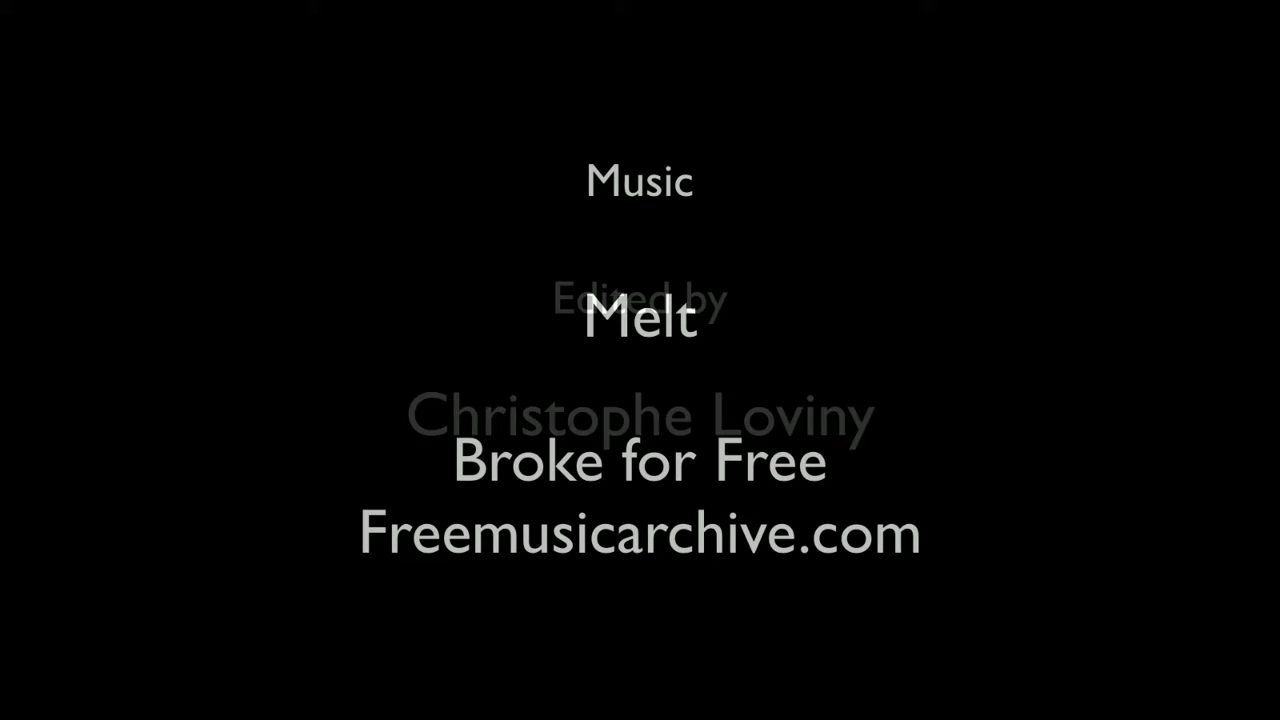 Music
Edited by
Melt
Christophe Loviny
Broke for Free
Freemusicarchive.com